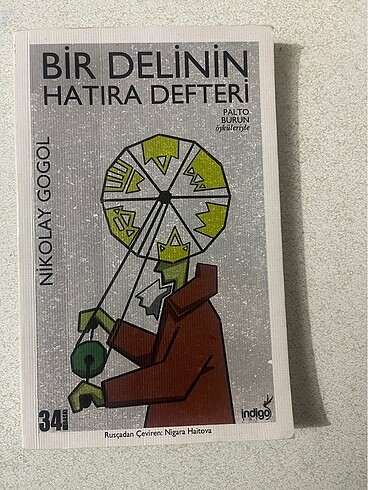 BİR DELİNİN
HATIRA DEFTERİ
PALTO
BURUN
öyküleriyle
NİKOLAY GOGOL
34
indigo
Rusçadan Çeviren: Nigara Haitova